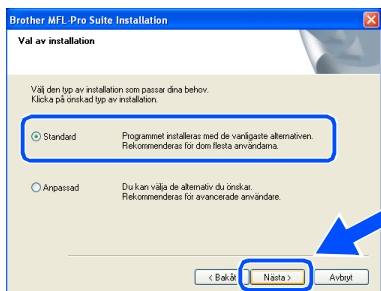 Brother MFL-Pro Suite Installation
Val av installation
Välj den typ av installation som passar dina behov.
Klicka på önskad typ av installation.
Standard
Programmet installeras med de vanligaste alternativen.
Rekommenderas för dom flesta användarna.
Anpassad
Du kan välja de alternativ du önskar.
Rekommenderas för avancerade användare.
< Bakåt
Nästa >
Avbryt